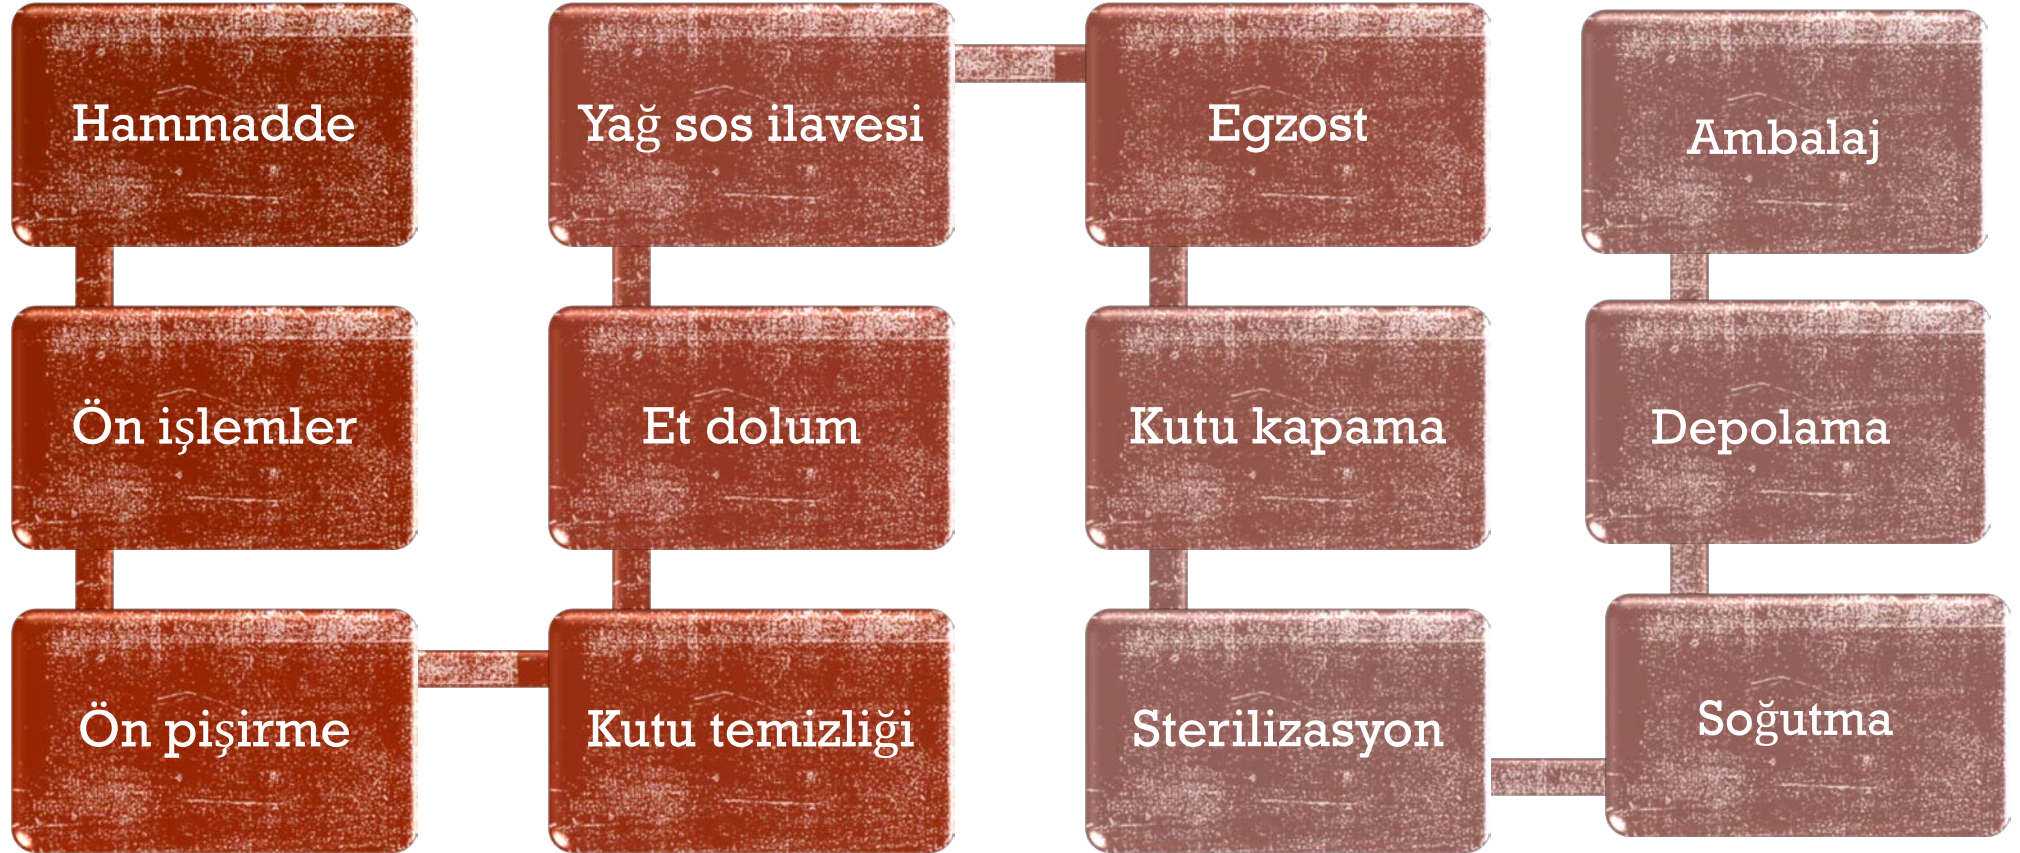 Hammadde
Ön işlemler
Ön pişirme
Kutu temizliği
Et dolum
Yağ sos ilavesi
Egzost
Kutu kapama
Sterilizasyon
Soğutma
Depolama
Ambalaj